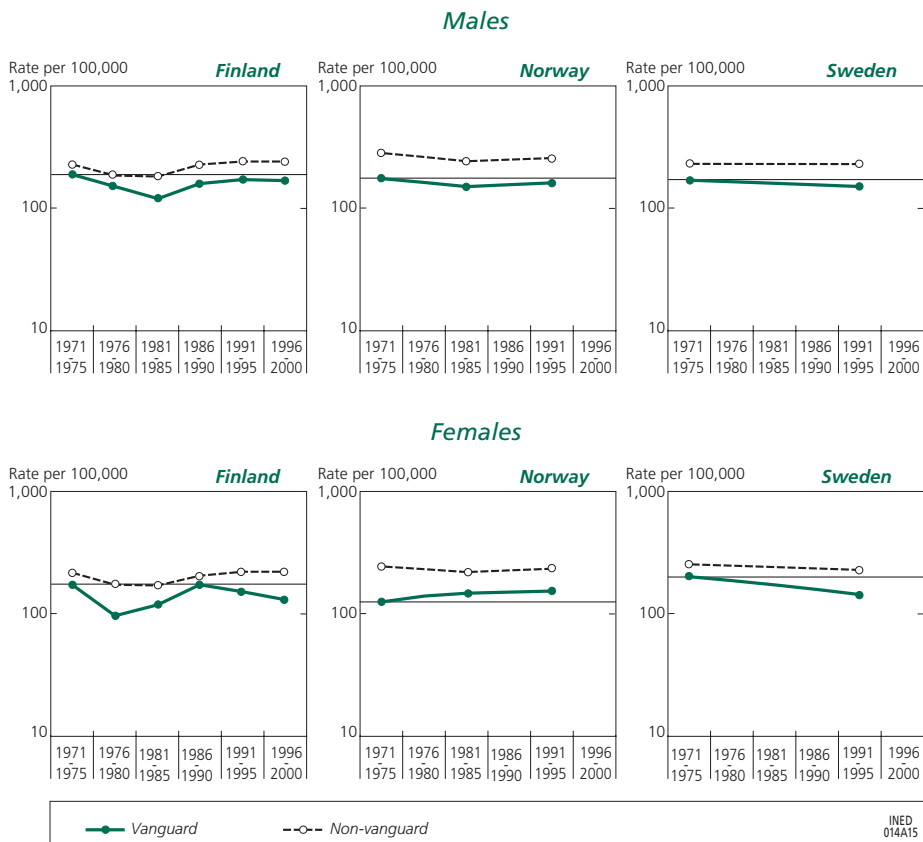 Males
Rate per 100,000 Finland
1,000
100
10
1971 - 1975
1976 - 1980
1981 - 1985
1986 - 1990
1991 - 1995
1996 - 2000
Rate per 100,000 Norway
1,000
100
10
1971 - 1975
1976 - 1980
1981 - 1985
1986 - 1990
1991 - 1995
1996 - 2000
Rate per 100,000 Sweden
1,000
100
10
1971 - 1975
1976 - 1980
1981 - 1985
1986 - 1990
1991 - 1995
1996 - 2000
Females
Rate per 100,000 Finland
1,000
100
10
1971 - 1975
1976 - 1980
1981 - 1985
1986 - 1990
1991 - 1995
1996 - 2000
Rate per 100,000 Norway
1,000
100
10
1971 - 1975
1976 - 1980
1981 - 1985
1986 - 1990
1991 - 1995
1996 - 2000
Rate per 100,000 Sweden
1,000
100
10
1971 - 1975
1976 - 1980
1981 - 1985
1986 - 1990
1991 - 1995
1996 - 2000
Vanguard Non-vanguard
INED
014A15